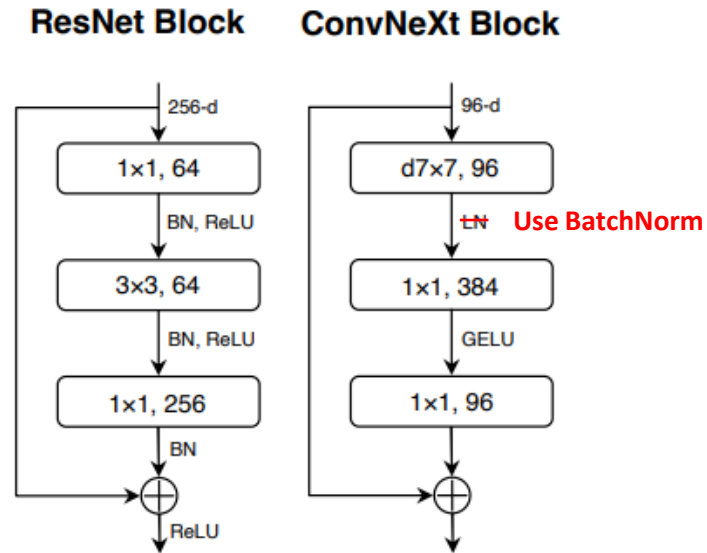 ResNet Block
256-d
1×1, 64
BN, ReLU
3×3, 64
BN, ReLU
1×1, 256
BN
ReLU
ConvNeXt Block
96-d
d7×7, 96
LN Use BatchNorm
1×1, 384
GELU
1×1, 96